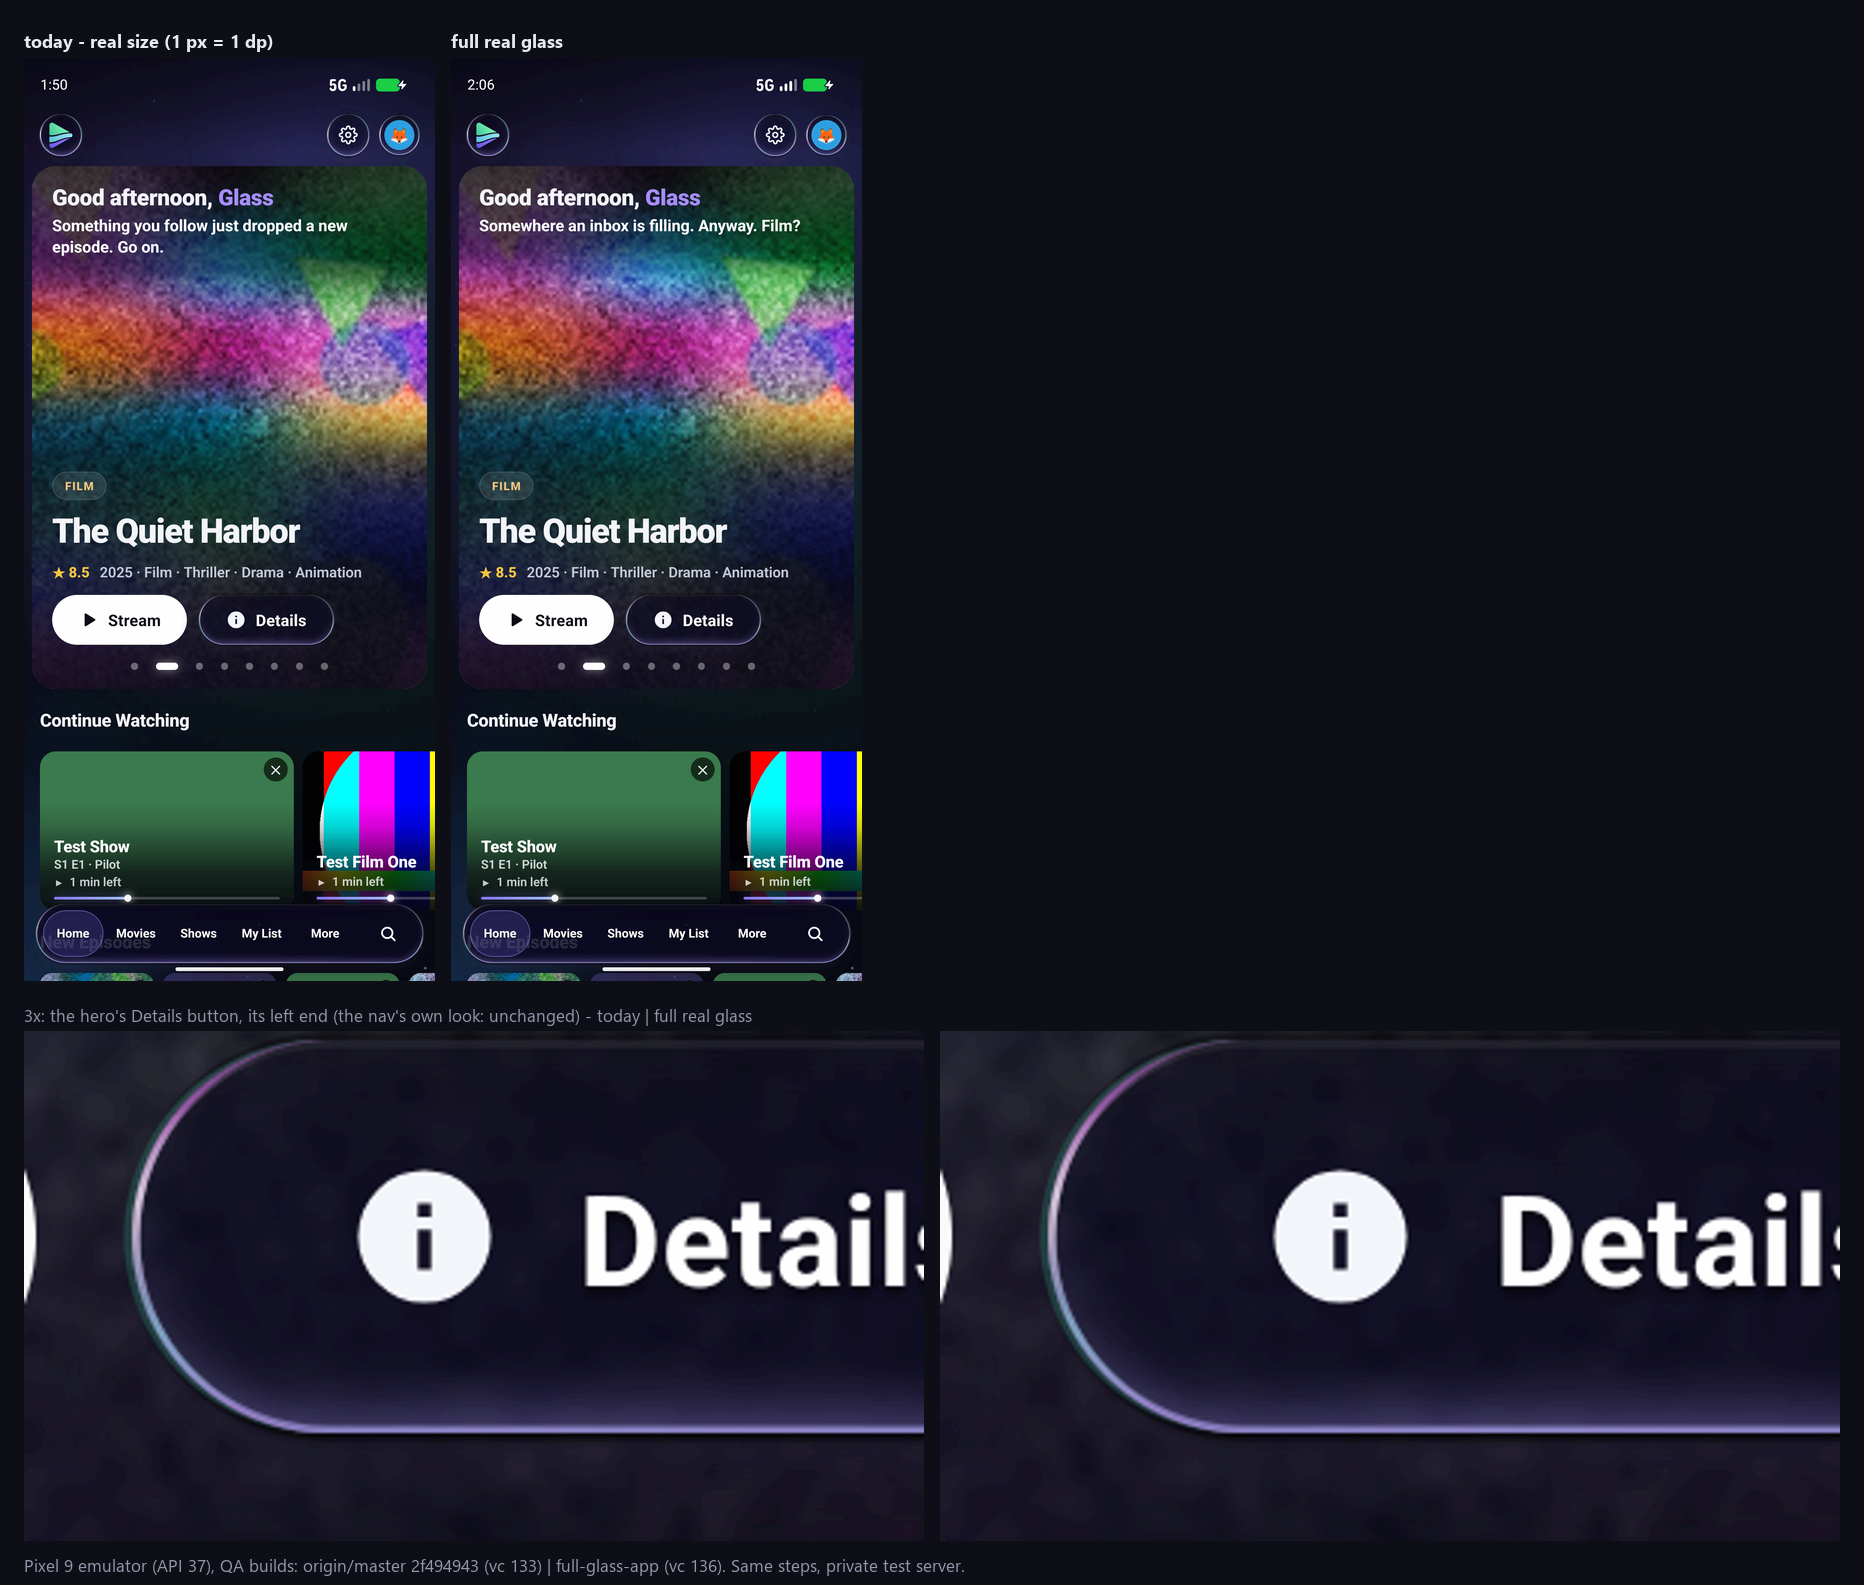 today - real size (1 px = 1 dp)
full real glass
1:50
5G
Good afternoon, Glass
Something you follow just dropped a new
episode. Go on.
FILM
The Quiet Harbor
★ 8.5 2025 · Film · Thriller · Drama · Animation
Stream
Details
Continue Watching
Test Show
S1 E1 · Pilot
1 min left
Test Film One
1 min left
New Episodes
Home
Movies
Shows
My List
More
2:06
5G
Good afternoon, Glass
Somewhere an inbox is filling. Anyway. Film?
FILM
The Quiet Harbor
★ 8.5 2025 · Film · Thriller · Drama · Animation
Stream
Details
Continue Watching
Test Show
S1 E1 · Pilot
1 min left
Test Film One
1 min left
New Episodes
Home
Movies
Shows
My List
More
3x: the hero's Details button, its left end (the nav's own look: unchanged) - today | full real glass
Details
Details
Pixel 9 emulator (API 37), QA builds: origin/master 2f494943 (vc 133) | full-glass-app (vc 136). Same steps, private test server.